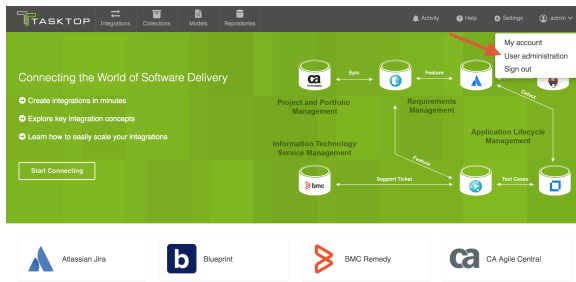 TASKTOP
Integrations
Collections
Models
Repositories
Activity
Help
Settings
admin
My account
User administration
Sign out
Connecting the World of Software Delivery
Create integrations in minutes
Explore key integration concepts
Learn how to easily scale your integrations
Start Connecting
ca
technologies
Epic
Feature
Defect
Project and Portfolio
Management
Requirements
Management
Information Technology
Service Management
Application Lifecycle
Management
Feature
bmc
Support Ticket
Test Cases
Atlassian Jira
b
Blueprint
BMC Remedy
ca
CA Agile Central